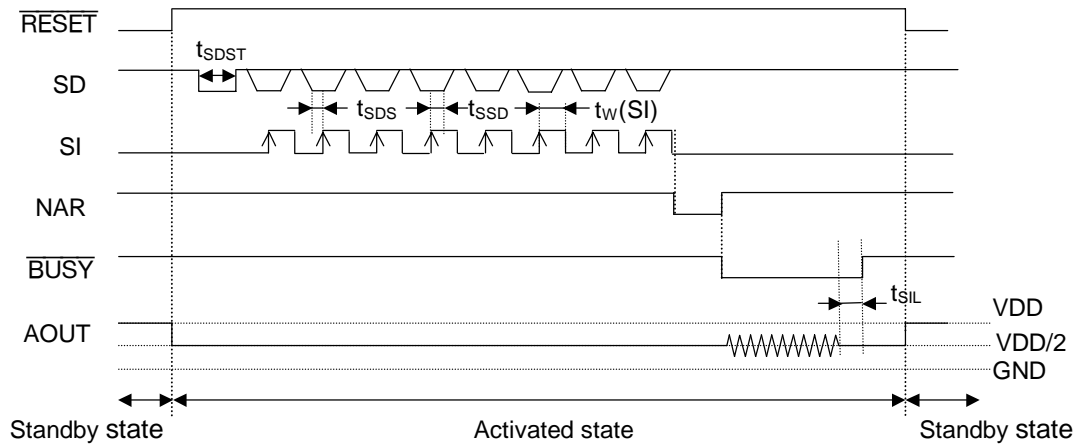 RESET
tSDST
SD
tSDS
tSSD
tW(SI)
SI
NAR
BUSY
tSIL
VDD
AOUT
VDD/2
GND
Standby state
Activated state
Standby state